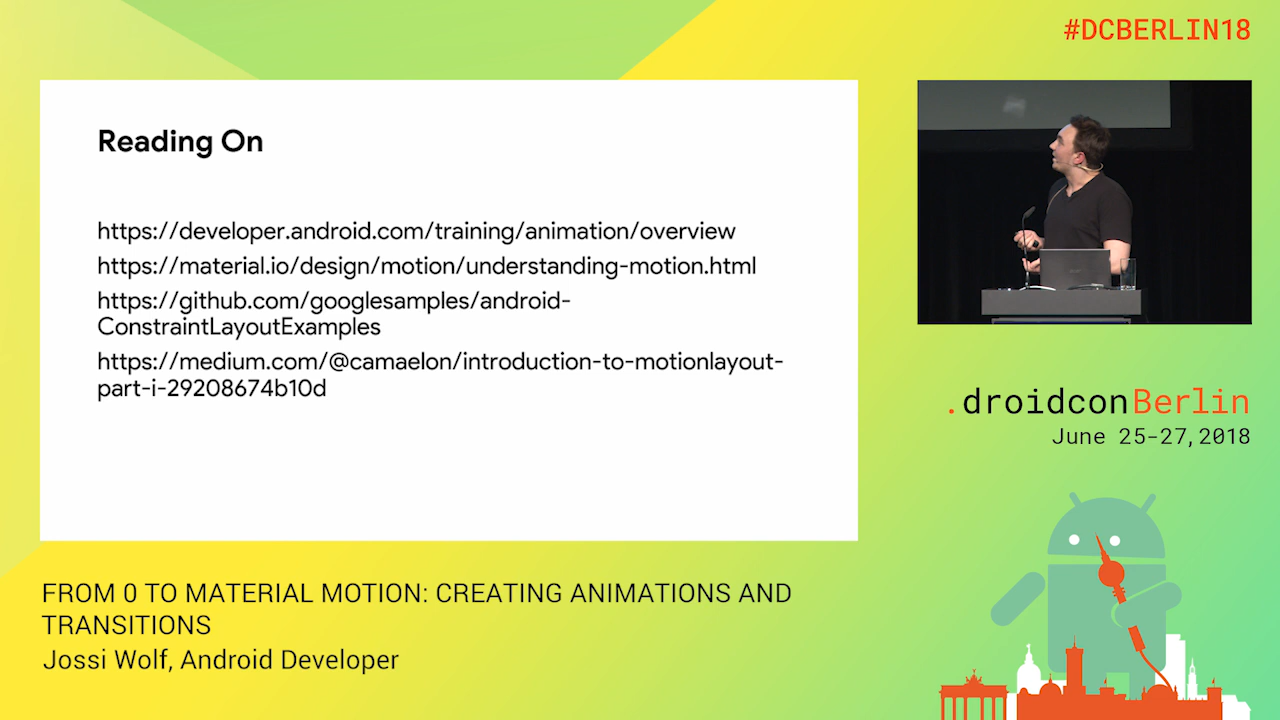 #DCBERLIN18
Reading On
https://developer.android.com/training/animation/overview
https://material.io/design/motion/understanding-motion.html
https://github.com/googlesamples/android-
ConstraintLayoutExamples
https://medium.com/@camaelon/introduction-to-motionlayout-
part-i-29208674b10d
.droidconBerlin
June 25-27, 2018
FROM 0 TO MATERIAL MOTION: CREATING ANIMATIONS AND
TRANSITIONS
Jossi Wolf, Android Developer